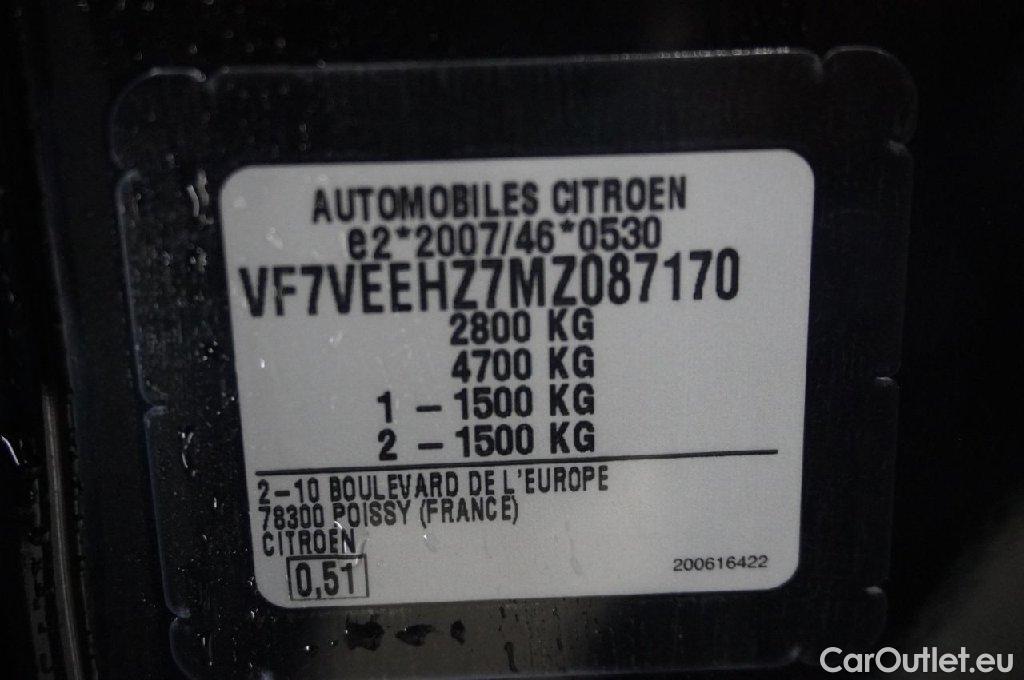 AUTOMOBILES CITROEN
e2*2007/46*0530
VF7VEEHZ7MZ087170
2800 KG
4700 KG
1 – 1500 KG
2 – 1500 KG
2–10 BOULEVARD DE L'EUROPE
78300 POISSY (FRANCE)
CITROEN
0,51
200616422
CarOutlet.eu